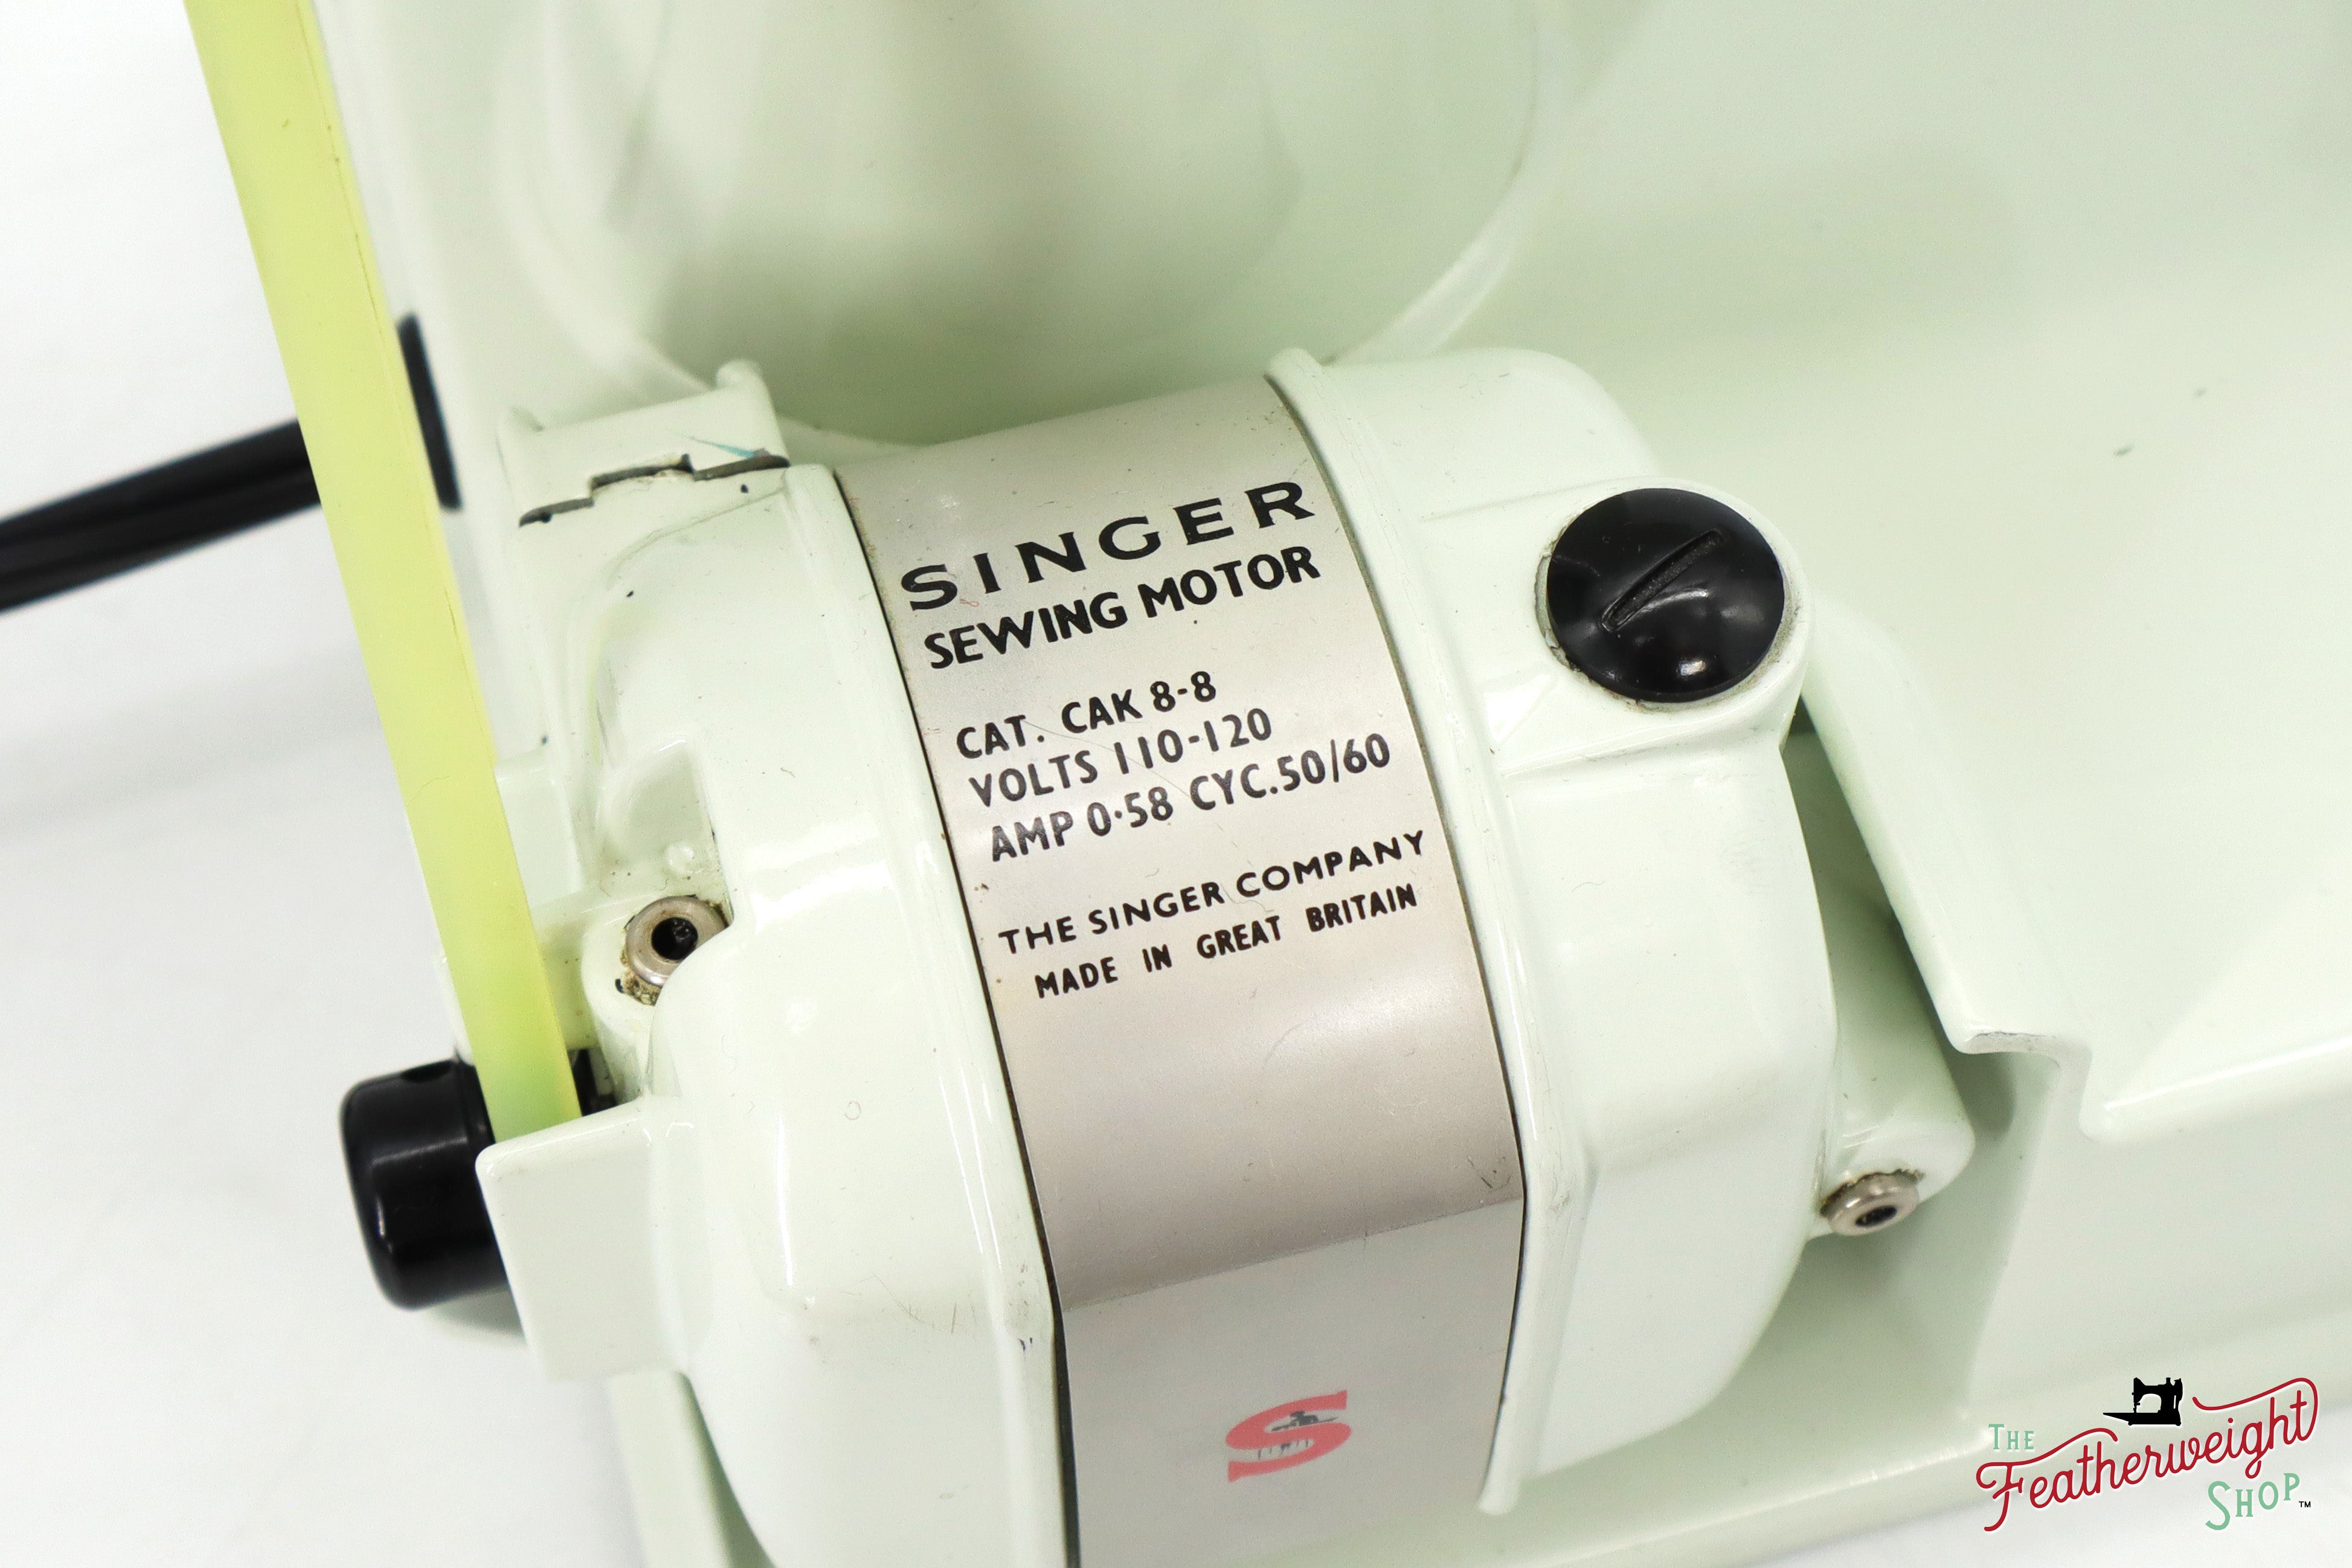 SINGER
SEWING MOTOR
CAT. CAK 8-8
VOLTS 110-120
AMP 0·58 CYC.50/60
THE SINGER COMPANY
MADE IN GREAT BRITAIN
S
THE
Featherweight
SHOP™